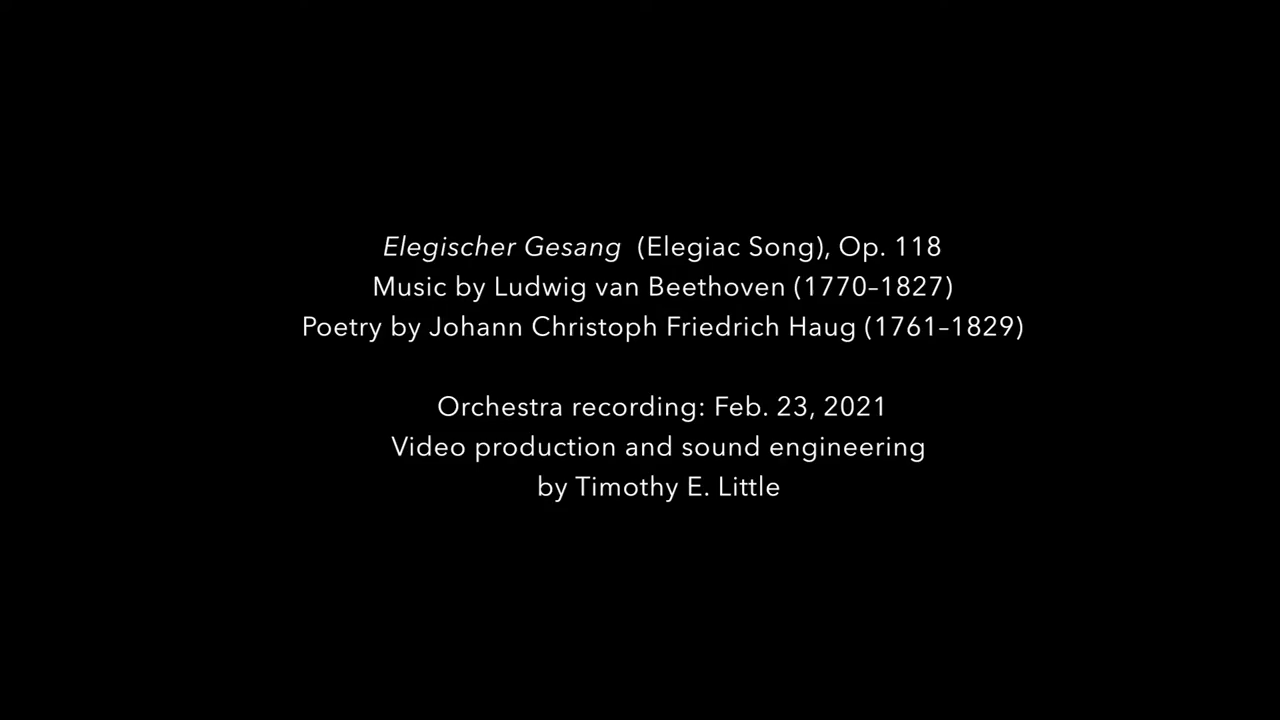 Elegischer Gesang (Elegiac Song), Op. 118
Music by Ludwig van Beethoven (1770–1827)
Poetry by Johann Christoph Friedrich Haug (1761–1829)
Orchestra recording: Feb. 23, 2021
Video production and sound engineering
by Timothy E. Little